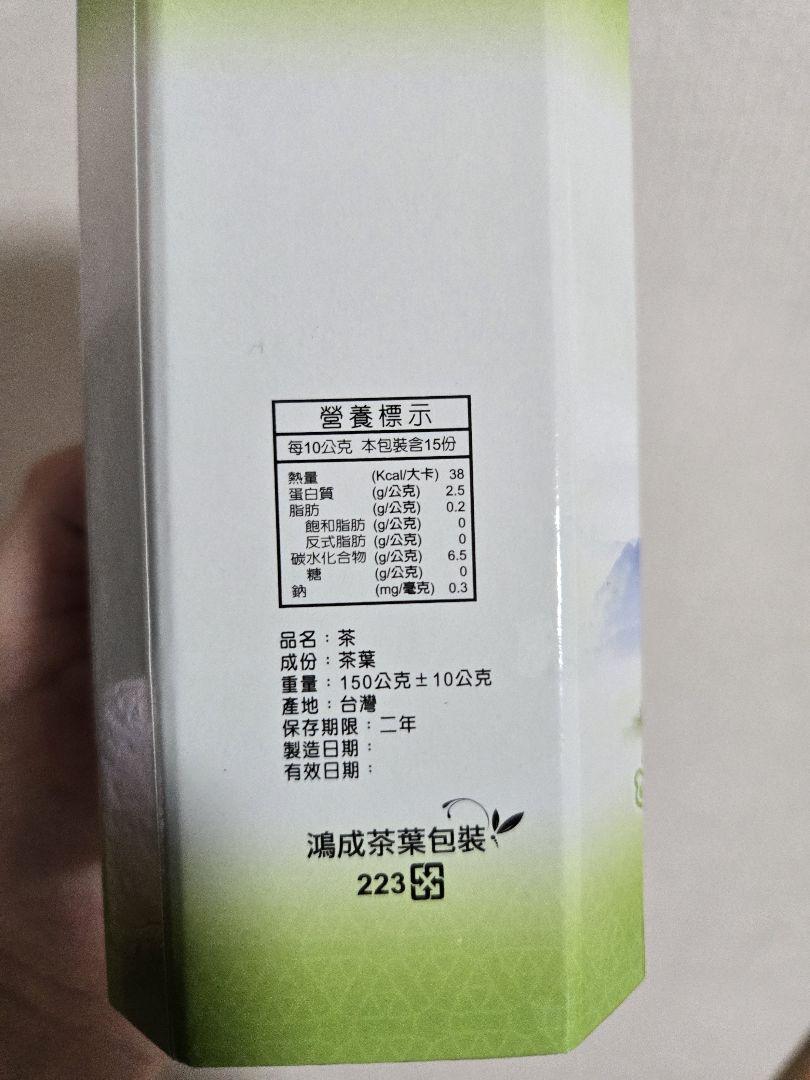 營養標示
每10公克 本包裝含15份
熱量 (Kcal/大卡) 38
蛋白質 (g/公克) 2.5
脂肪 (g/公克) 0.2
飽和脂肪 (g/公克) 0
反式脂肪 (g/公克) 0
碳水化合物 (g/公克) 6.5
糖 (g/公克) 0
鈉 (mg/毫克) 0.3
品名：茶
成份：茶葉
重量：150公克±10公克
產地：台灣
保存期限：二年
製造日期：
有效日期：
鴻成茶葉包裝
223